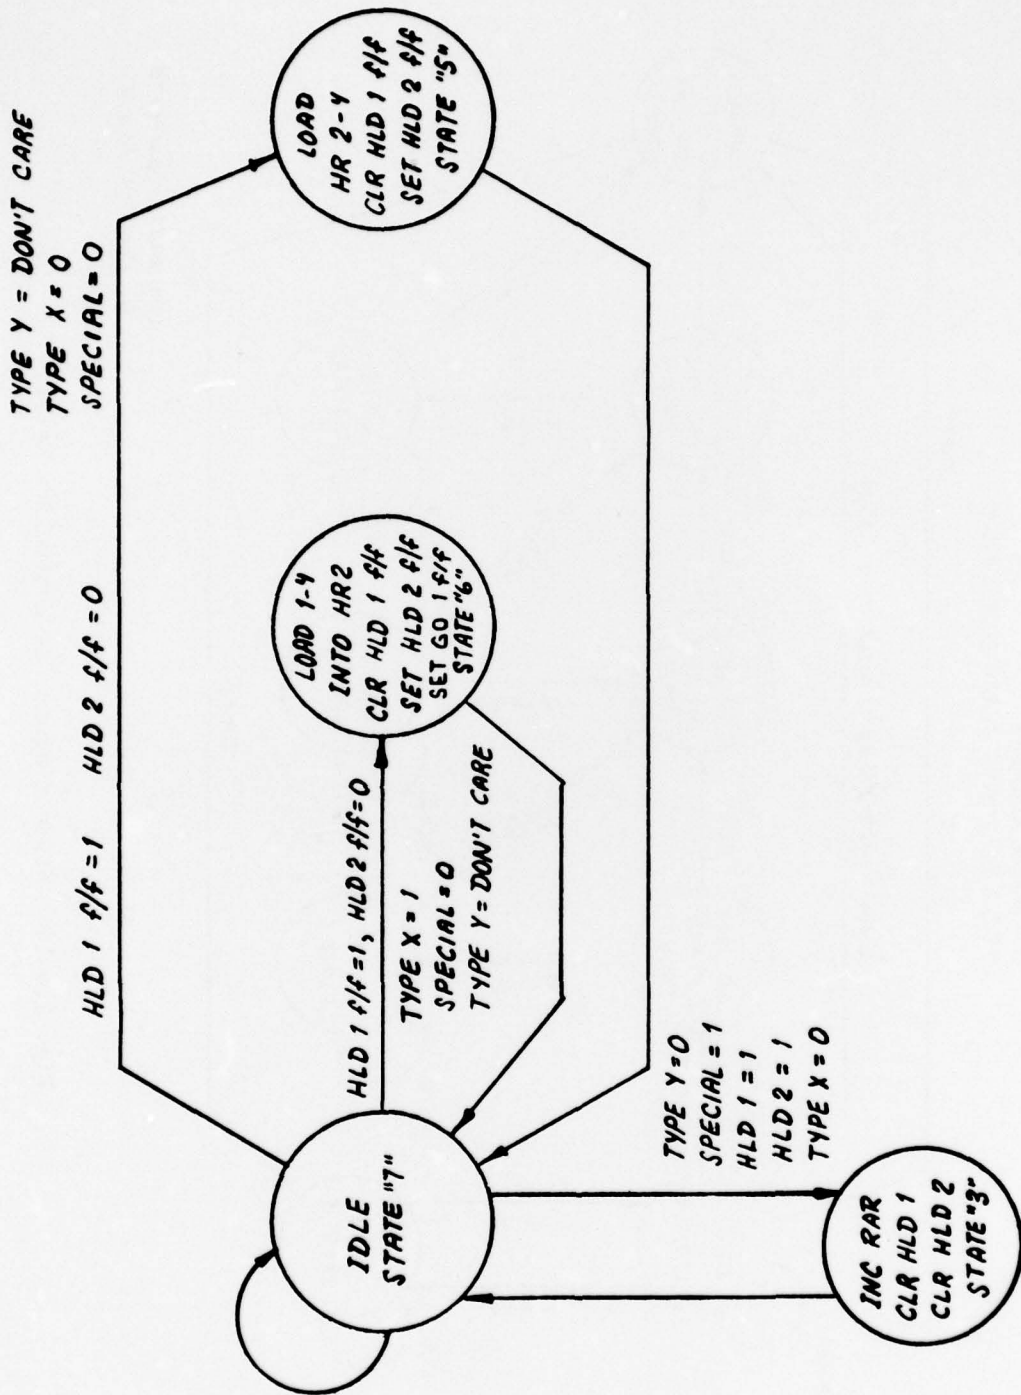 TYPE Y = DON'T CARE
TYPE X = 0
SPECIAL = 0
HLD 1 f/f = 1 HLD 2 f/f = 0
LOAD
HR 2-4
CLR HLD 1 f/f
SET HLD 2 f/f
STATE "5"
LOAD 1-4
INTO HR2
CLR HLD 1 f/f
SET HLD 2 f/f
SET GO 1 f/f
STATE "6"
HLD 1 f/f = 1, HLD 2 f/f = 0
TYPE X = 1
SPECIAL = 0
TYPE Y = DON'T CARE
IDLE
STATE "7"
TYPE Y = 0
SPECIAL = 1
HLD 1 = 1
HLD 2 = 1
TYPE X = 0
INC RAR
CLR HLD 1
CLR HLD 2
STATE "3"